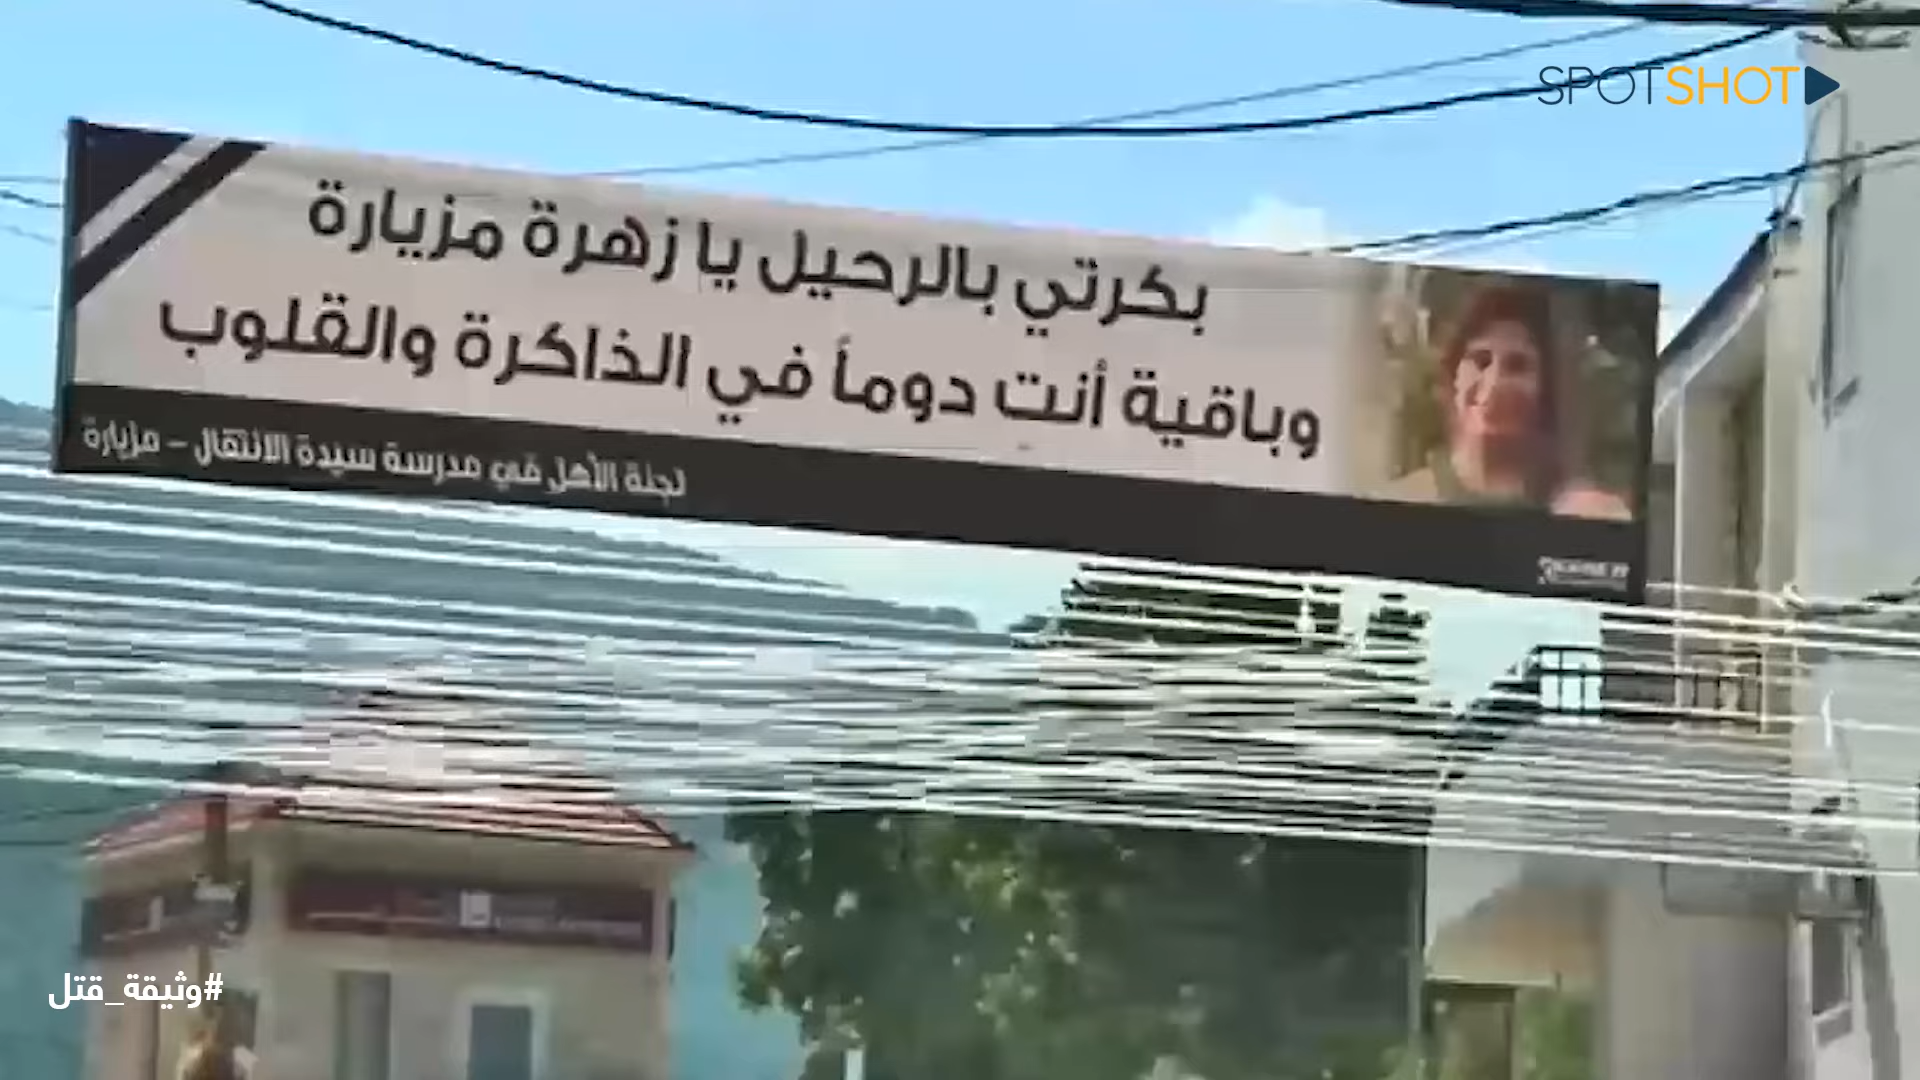 SPOTSHOT
بكرتي بالرحيل يا زهرة مزيارة
وباقية أنت دوماً في الذاكرة والقلوب
لجنة الأهل في مدرسة سيدة الانتقال - مزيارة
#وثيقة_قتل